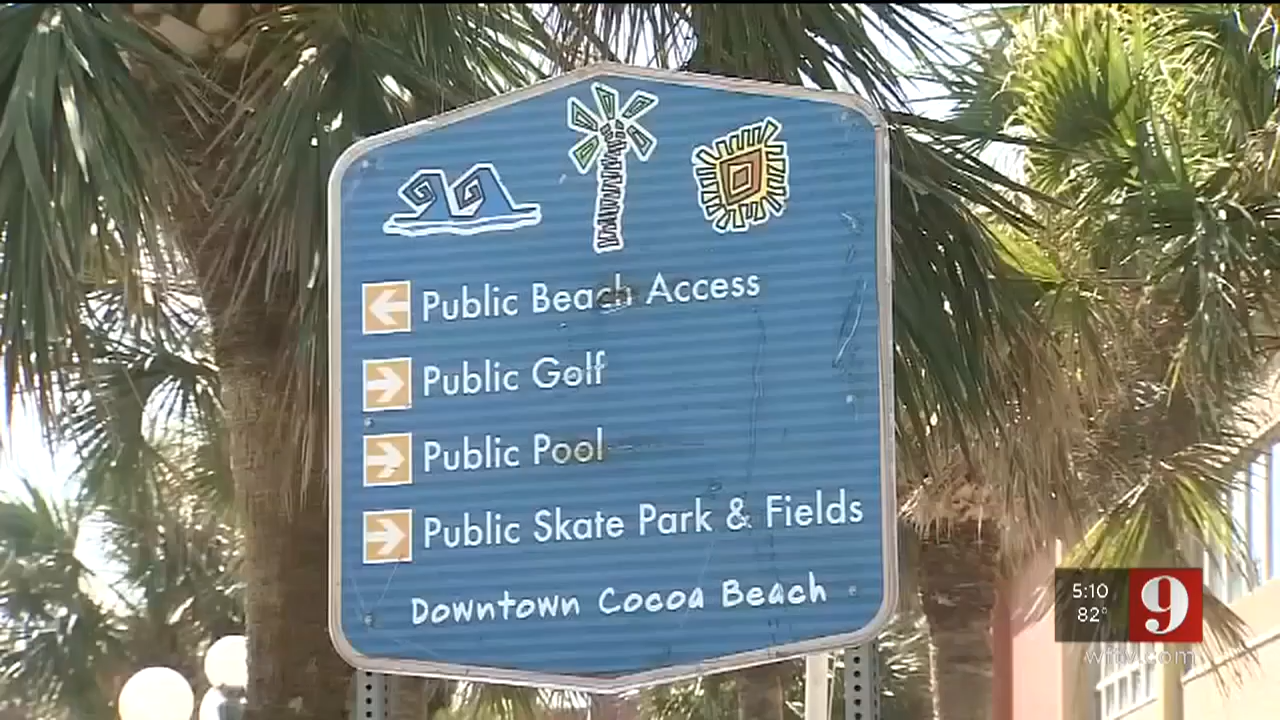 Public Beach Access
Public Golf
Public Pool
Public Skate Park & Fields
Downtown Cocoa Beach
5:10
82°
9
wftv.com